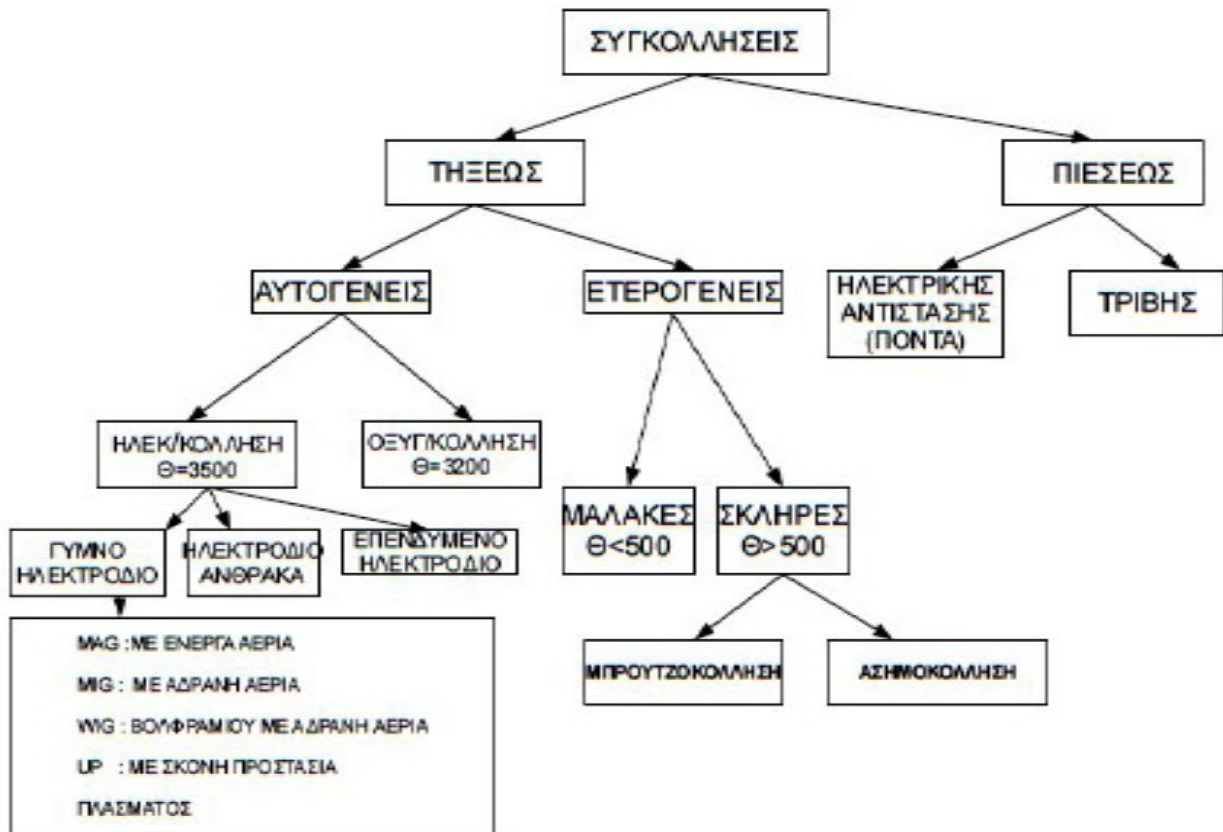 ΣΥΓΚΟΛΛΗΣΕΙΣ
ΤΗΞΕΩΣ
ΠΙΕΣΕΩΣ
ΑΥΤΟΓΕΝΕΙΣ
ΕΤΕΡΟΓΕΝΕΙΣ
ΗΛΕΚΤΡΙΚΗΣ
ΑΝΤΙΣΤΑΣΗΣ
(ΠΟΝΤΑ)
ΤΡΙΒΗΣ
ΗΛΕΚ/ΚΟΛΛΗΣΗ
Θ=3500
ΟΞΥΓ/ΚΟΛΛΗΣΗ
Θ=3200
ΜΑΛΑΚΕΣ
Θ<500
ΣΚΛΗΡΕΣ
Θ>500
ΓΥΜΝΟ
ΗΛΕΚΤΡΟΔΙΟ
ΗΛΕΚΤΡΟΔΙΟ
ΑΝΘΡΑΚΑ
ΕΠΕΝΔΥΜΕΝΟ
ΗΛΕΚΤΡΟΔΙΟ
MAG : ΜΕ ΕΝΕΡΓΑ ΑΕΡΙΑ
MIG : ΜΕ ΑΔΡΑΝΗ ΑΕΡΙΑ
WIG : ΒΟΛΦΡΑΜΙΟΥ ΜΕ ΑΔΡΑΝΗ ΑΕΡΙΑ
UP : ΜΕ ΣΚΟΝΗ ΠΡΟΣΤΑΣΙΑ
ΠΛΑΣΜΑΤΟΣ
ΜΠΡΟΥΤΖΟΚΟΛΛΗΣΗ
ΑΣΗΜΟΚΟΛΛΗΣΗ